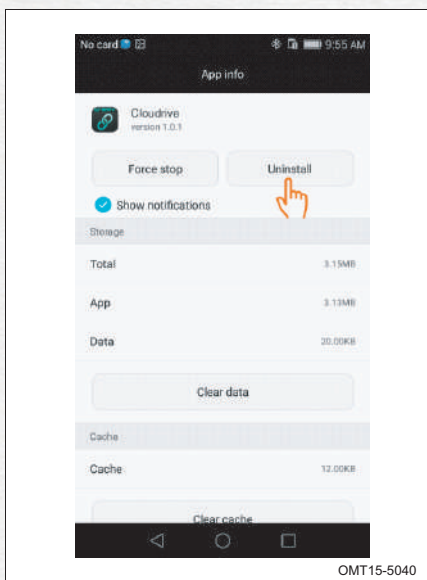 No card 9:55 AM
App info
Cloudrive
version 1.0.1
Force stop Uninstall
Show notifications
Storage
Total 3.15MB
App 3.13MB
Data 20.00KB
Clear data
Cache
Cache 12.00KB
Clear cache
OMT15-5040